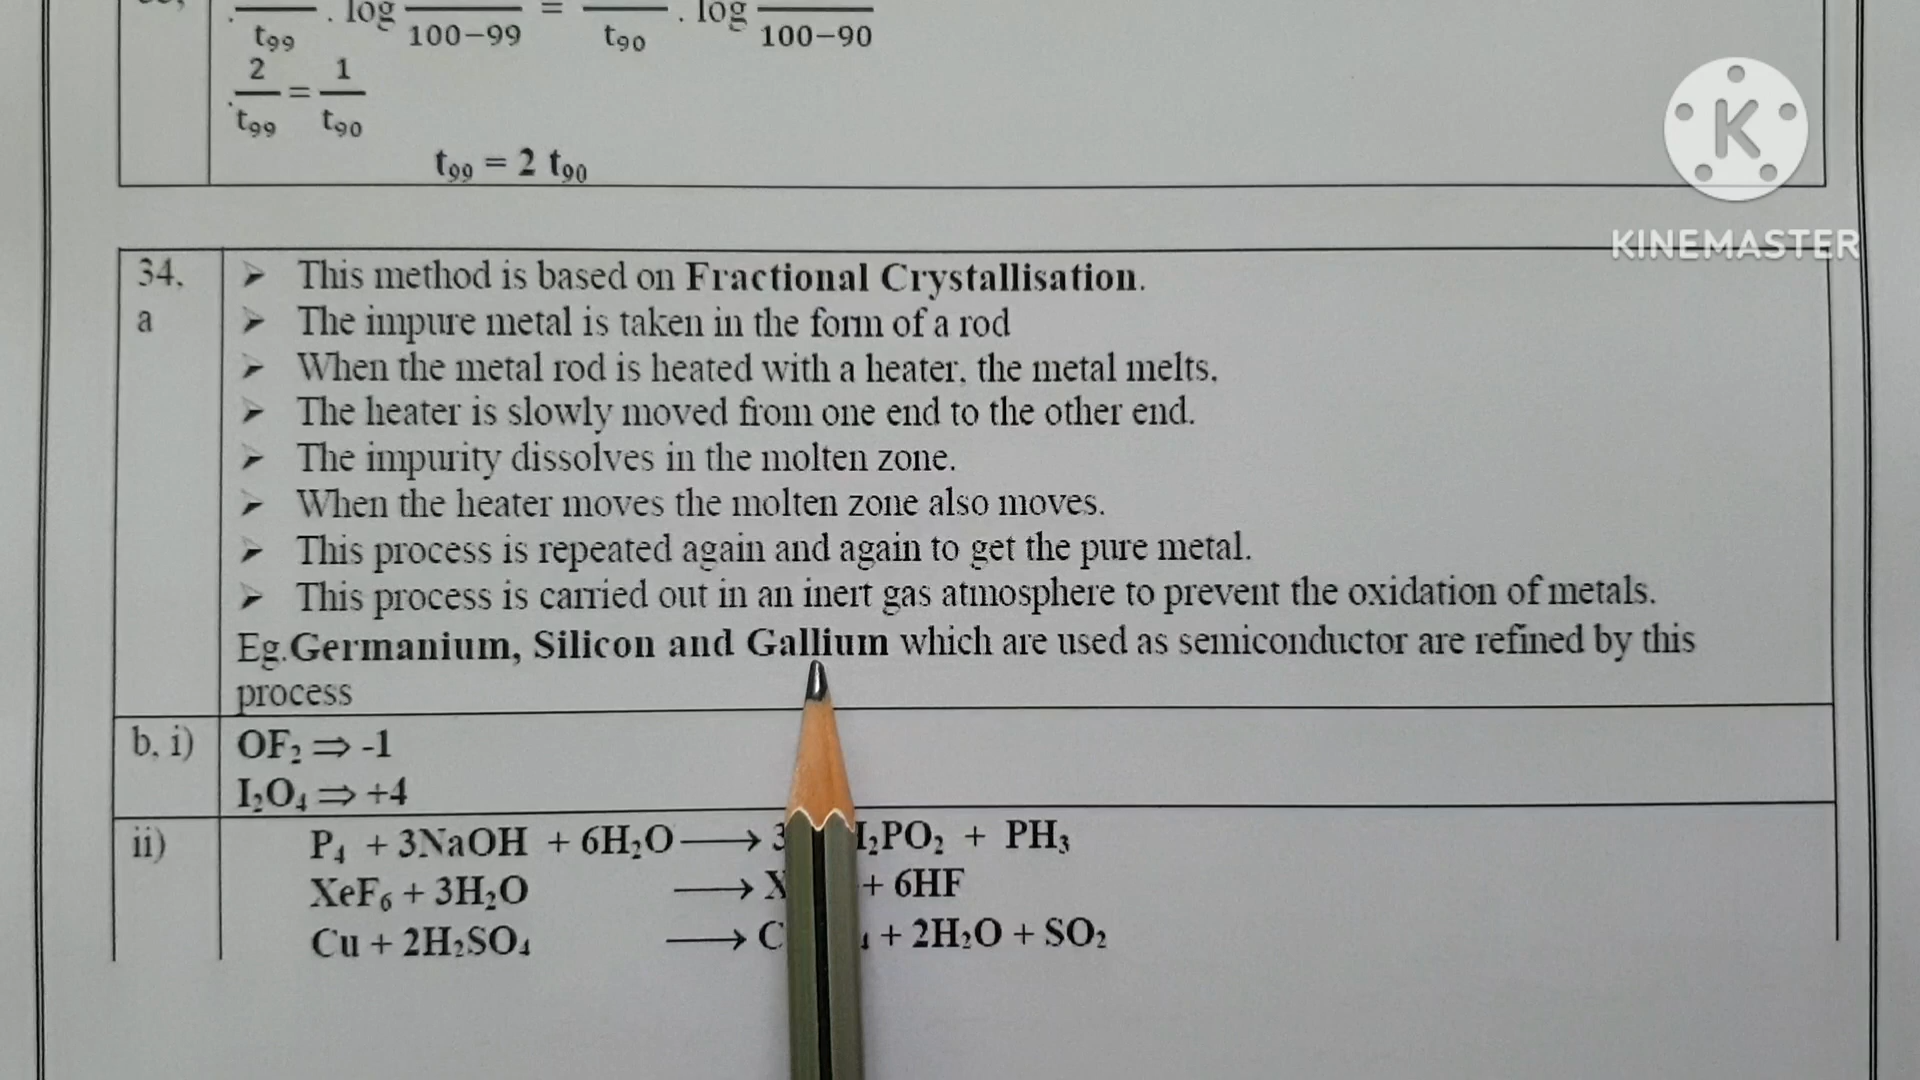 . log = . log
t₉₉ 100−99 t₉₀ 100−90
2 1
. = 
t₉₉ t₉₀
t₉₉ = 2 t₉₀
K
KINEMASTER
34.
a
➢ This method is based on Fractional Crystallisation.
➢ The impure metal is taken in the form of a rod
➢ When the metal rod is heated with a heater, the metal melts.
➢ The heater is slowly moved from one end to the other end.
➢ The impurity dissolves in the molten zone.
➢ When the heater moves the molten zone also moves.
➢ This process is repeated again and again to get the pure metal.
➢ This process is carried out in an inert gas atmosphere to prevent the oxidation of metals.
Eg.Germanium, Silicon and Gallium which are used as semiconductor are refined by this
process
b. i) OF₂ ⇒ -1
I₂O₄ ⇒ +4
ii) P₄ + 3NaOH + 6H₂O ⟶ 3 H₂PO₂ + PH₃
XeF₆ + 3H₂O ⟶ X + 6HF
Cu + 2H₂SO₄ ⟶ C ₄ + 2H₂O + SO₂